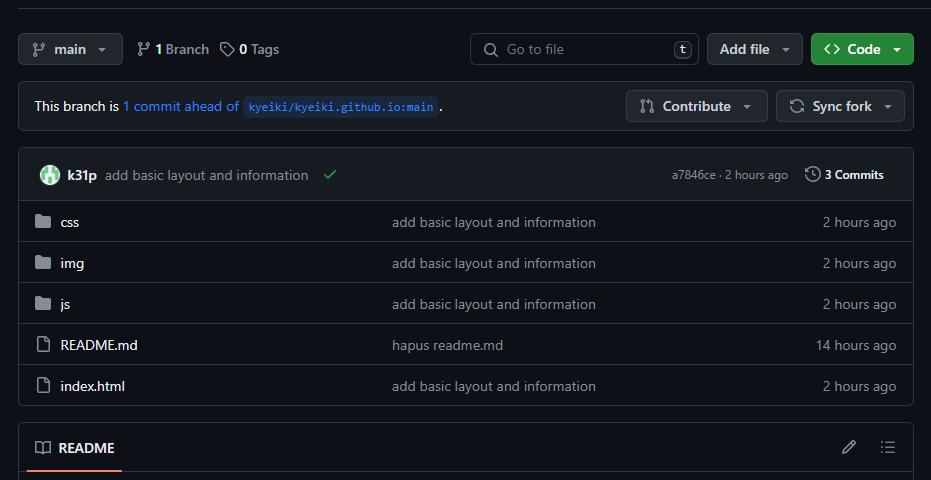 main 1 Branch 0 Tags Go to file t Add file Code
This branch is 1 commit ahead of kyeiki/kyeiki.github.io:main.
Contribute Sync fork
k31p add basic layout and information a7846ce · 2 hours ago 3 Commits
css add basic layout and information 2 hours ago
img add basic layout and information 2 hours ago
js add basic layout and information 2 hours ago
README.md hapus readme.md 14 hours ago
index.html add basic layout and information 2 hours ago
README